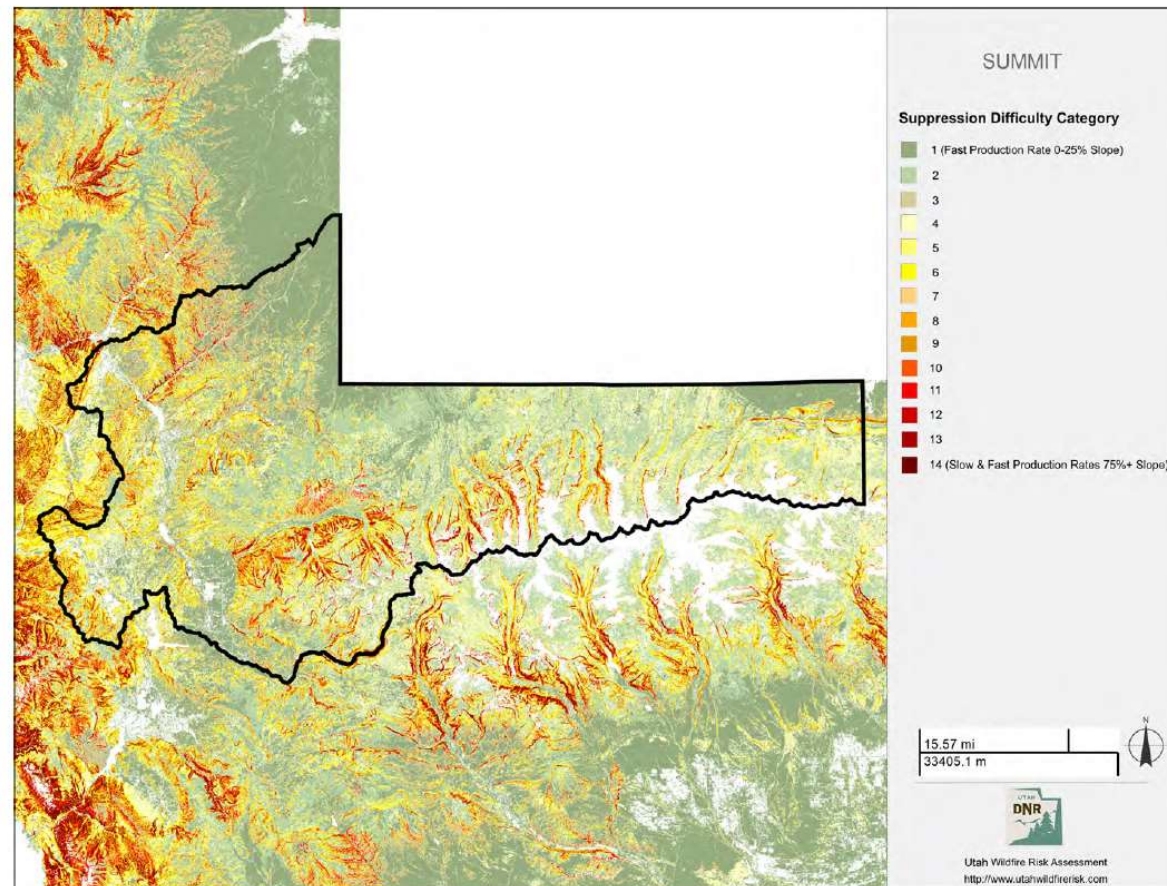 SUMMIT
Suppression Difficulty Category
1 (Fast Production Rate 0-25% Slope)
2
3
4
5
6
7
8
9
10
11
12
13
14 (Slow & Fast Production Rates 75%+ Slope)
15.57 mi
33405.1 m
N
UTAH
DNR
Utah Wildfire Risk Assessment
http://www.utahwildfirerisk.com